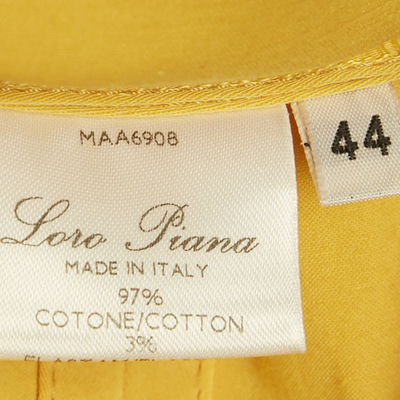 MAA6908
44
Loro Piana
MADE IN ITALY
97%
COTONE/COTTON
3%